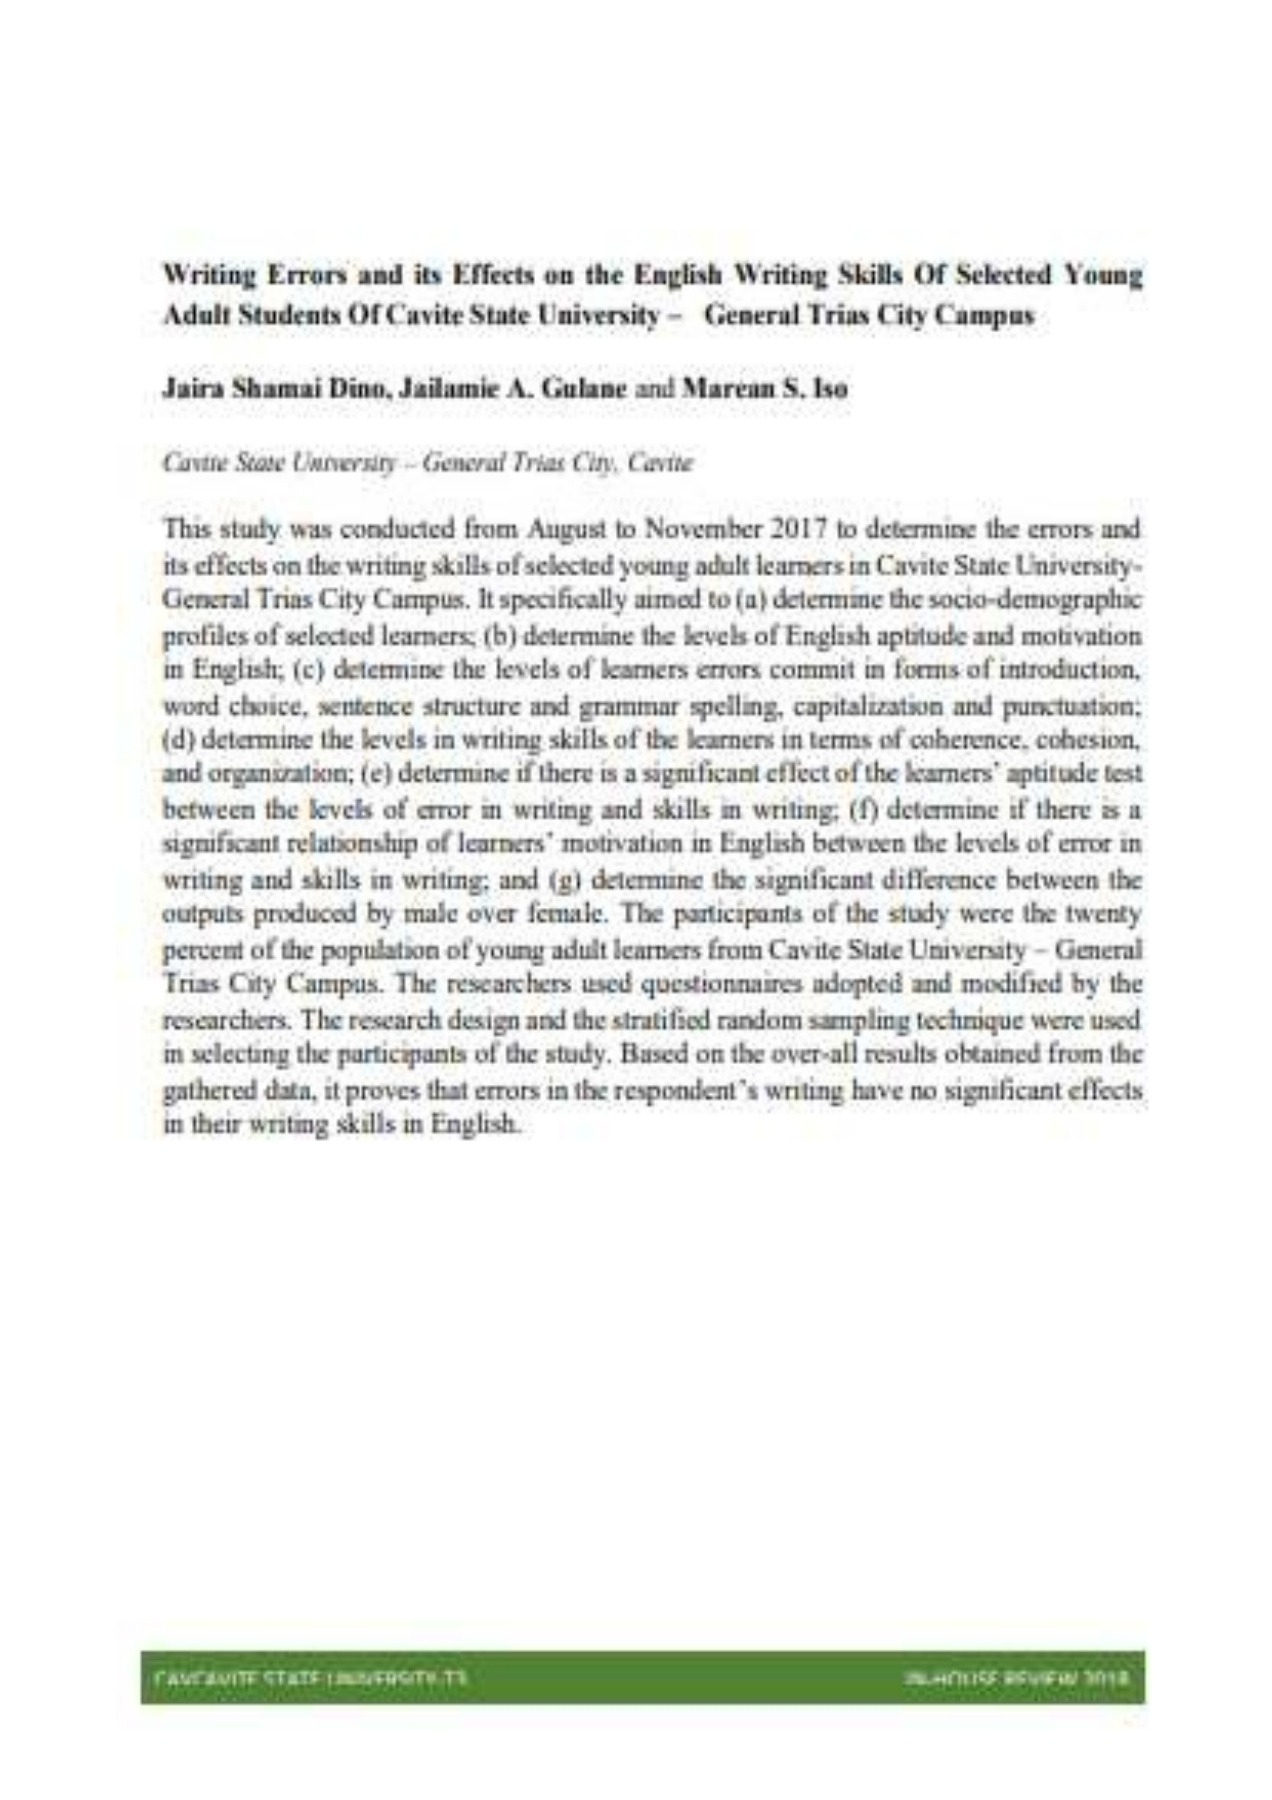 Writing Errors and its Effects on the English Writing Skills Of Selected Young
Adult Students Of Cavite State University – General Trias City Campus
Jaira Shamai Dino, Jailamie A. Gulane and Marean S. Iso
Cavite State University – General Trias City, Cavite
This study was conducted from August to November 2017 to determine the errors and
its effects on the writing skills of selected young adult learners in Cavite State University-
General Trias City Campus. It specifically aimed to (a) determine the socio-demographic
profiles of selected learners; (b) determine the levels of English aptitude and motivation
in English; (c) determine the levels of learners errors commit in forms of introduction,
word choice, sentence structure and grammar spelling, capitalization and punctuation;
(d) determine the levels in writing skills of the learners in terms of coherence, cohesion,
and organization; (e) determine if there is a significant effect of the learners' aptitude test
between the levels of error in writing and skills in writing; (f) determine if there is a
significant relationship of learners' motivation in English between the levels of error in
writing and skills in writing; and (g) determine the significant difference between the
outputs produced by male over female. The participants of the study were the twenty
percent of the population of young adult learners from Cavite State University – General
Trias City Campus. The researchers used questionnaires adopted and modified by the
researchers. The research design and the stratified random sampling technique were used
in selecting the participants of the study. Based on the over-all results obtained from the
gathered data, it proves that errors in the respondent's writing have no significant effects
in their writing skills in English.
CAVCAVITE STATE UNIVERSITY-T3
IN-HOUSE REVIEW 2018